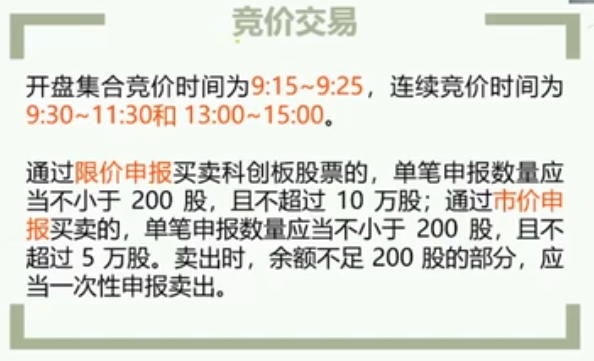 竞价交易
开盘集合竞价时间为9:15~9:25，连续竞价时间为
9:30~11:30和 13:00~15:00。
通过限价申报买卖科创板股票的，单笔申报数量应
当不小于 200 股，且不超过 10 万股；通过市价申
报买卖的，单笔申报数量应当不小于 200 股，且不
超过 5 万股。卖出时，余额不足 200 股的部分，应
当一次性申报卖出。